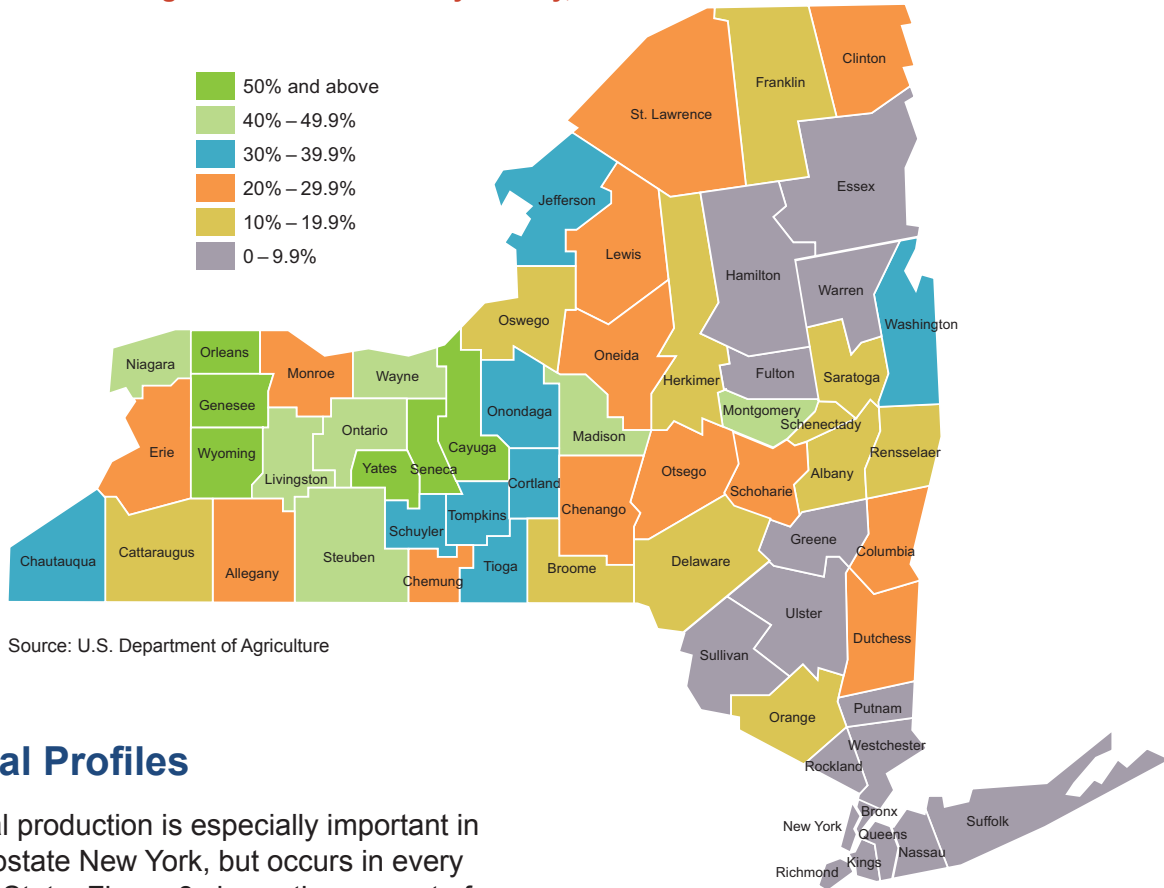 50% and above
40% – 49.9%
30% – 39.9%
20% – 29.9%
10% – 19.9%
0 – 9.9%
Clinton
Franklin
St. Lawrence
Essex
Jefferson
Lewis
Hamilton
Warren
Washington
Oswego
Oneida
Herkimer
Fulton
Saratoga
Niagara
Orleans
Monroe
Wayne
Genesee
Onondaga
Montgomery
Schenectady
Madison
Ontario
Cayuga
Erie
Wyoming
Livingston
Yates
Seneca
Otsego
Schoharie
Albany
Rensselaer
Cortland
Chenango
Tompkins
Schuyler
Greene
Columbia
Chautauqua
Cattaraugus
Allegany
Steuben
Chemung
Tioga
Broome
Delaware
Ulster
Dutchess
Source: U.S. Department of Agriculture
Sullivan
Putnam
Orange
Westchester
Rockland
Bronx
New York
Queens
Suffolk
Nassau
Kings
Richmond
al Profiles
al production is especially important in
state New York, but occurs in every